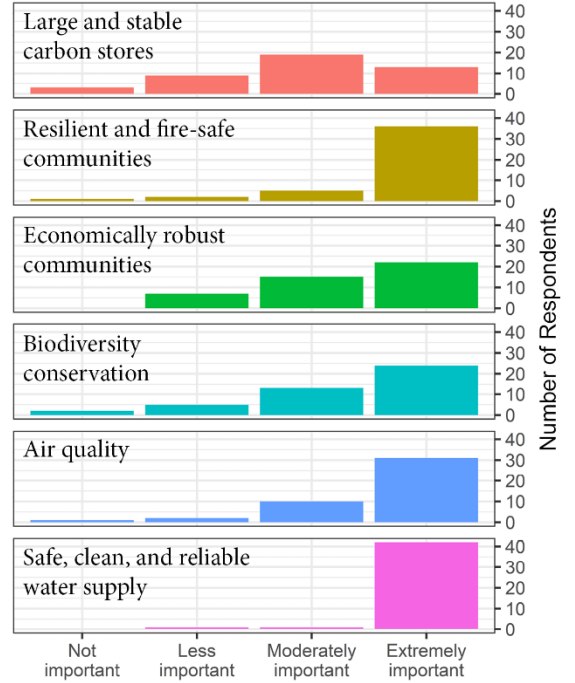 Large and stable
carbon stores
40
30
20
10
0
Resilient and fire-safe
communities
40
30
20
10
0
Economically robust
communities
40
30
20
10
0
Biodiversity
conservation
40
30
20
10
0
Air quality
40
30
20
10
0
Safe, clean, and reliable
water supply
40
30
20
10
0
Number of Respondents
Not
important
Less
important
Moderately
important
Extremely
important